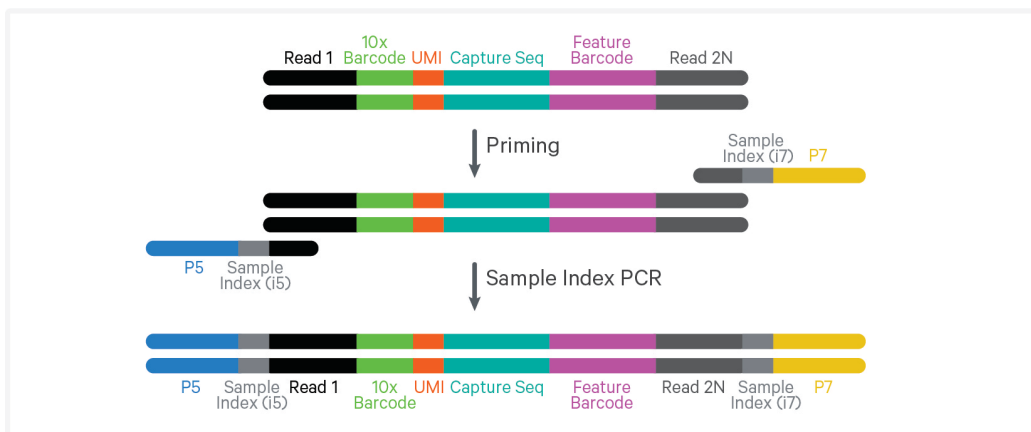 Read 1 10x Barcode UMI Capture Seq Feature Barcode Read 2N
Priming
Sample Index (i7) P7
P5 Sample Index (i5)
Sample Index PCR
P5 Sample Index (i5) Read 1 10x Barcode UMI Capture Seq Feature Barcode Read 2N Sample Index (i7) P7